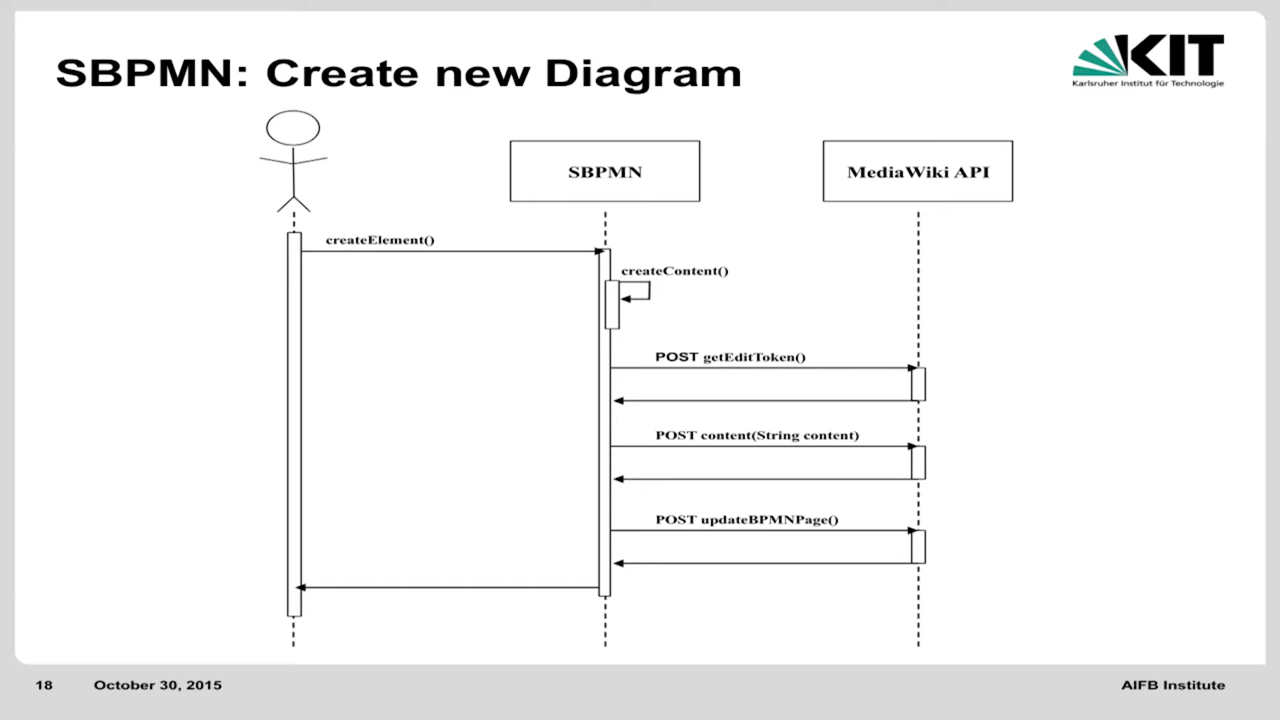 SBPMN: Create new Diagram
KIT
Karlsruher Institut für Technologie
SBPMN
MediaWiki API
createElement()
createContent()
POST getEditToken()
POST content(String content)
POST updateBPMNPage()
18 October 30, 2015 AIFB Institute